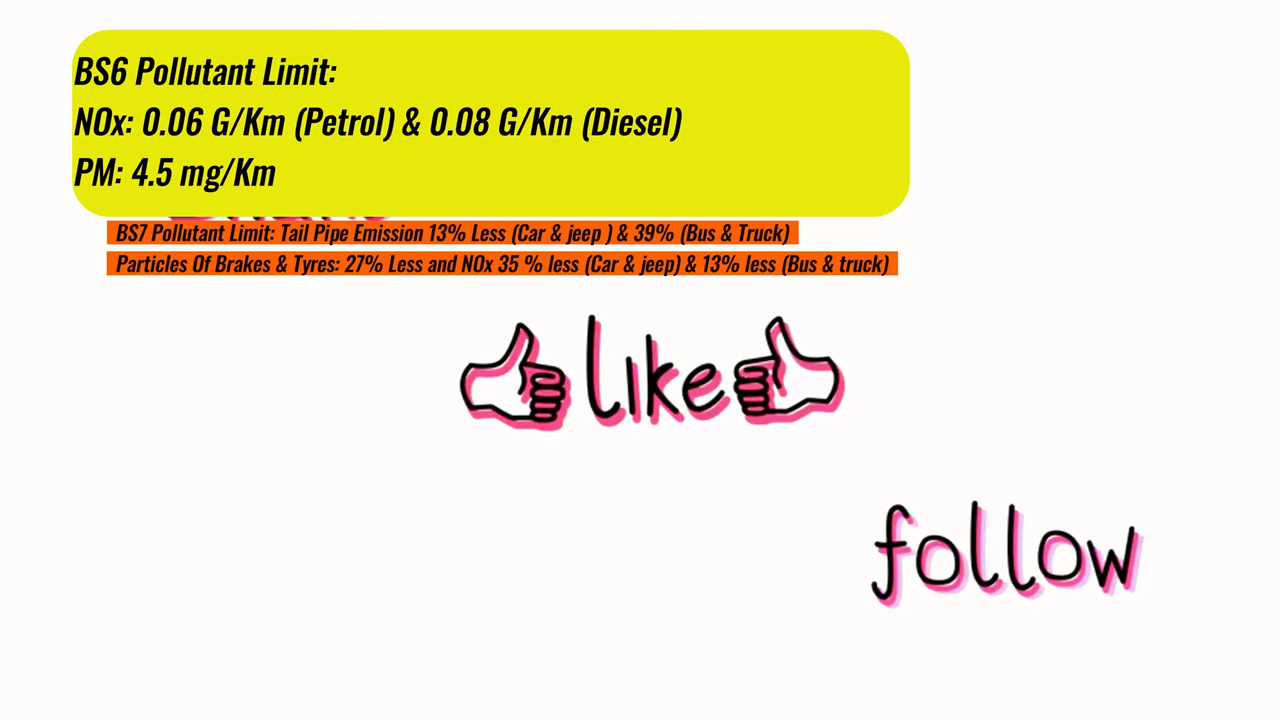 BS6 Pollutant Limit:
NOx: 0.06 G/Km (Petrol) & 0.08 G/Km (Diesel)
PM: 4.5 mg/Km
BS7 Pollutant Limit: Tail Pipe Emission 13% Less (Car & jeep ) & 39% (Bus & Truck)
Particles Of Brakes & Tyres: 27% Less and NOx 35 % less (Car & jeep) & 13% less (Bus & truck)
like
follow